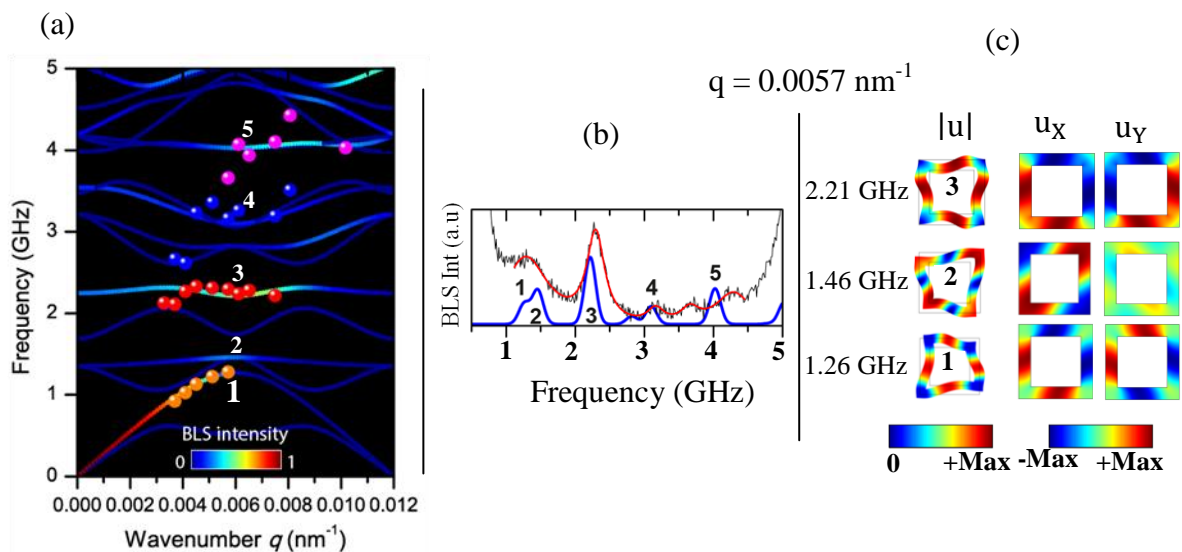 (a)
5
4
3
2
1
0
Frequency (GHz)
5
4
3
2
1
BLS intensity
0
1
0.000 0.002 0.004 0.006 0.008 0.010 0.012
Wavenumber q (nm⁻¹)
q = 0.0057 nm⁻¹
(b)
BLS Int (a.u
1
2
3
4
5
1 2 3 4 5
Frequency (GHz)
(c)
|u| uX uY
2.21 GHz 3
1.46 GHz 2
1.26 GHz 1
0 +Max -Max +Max